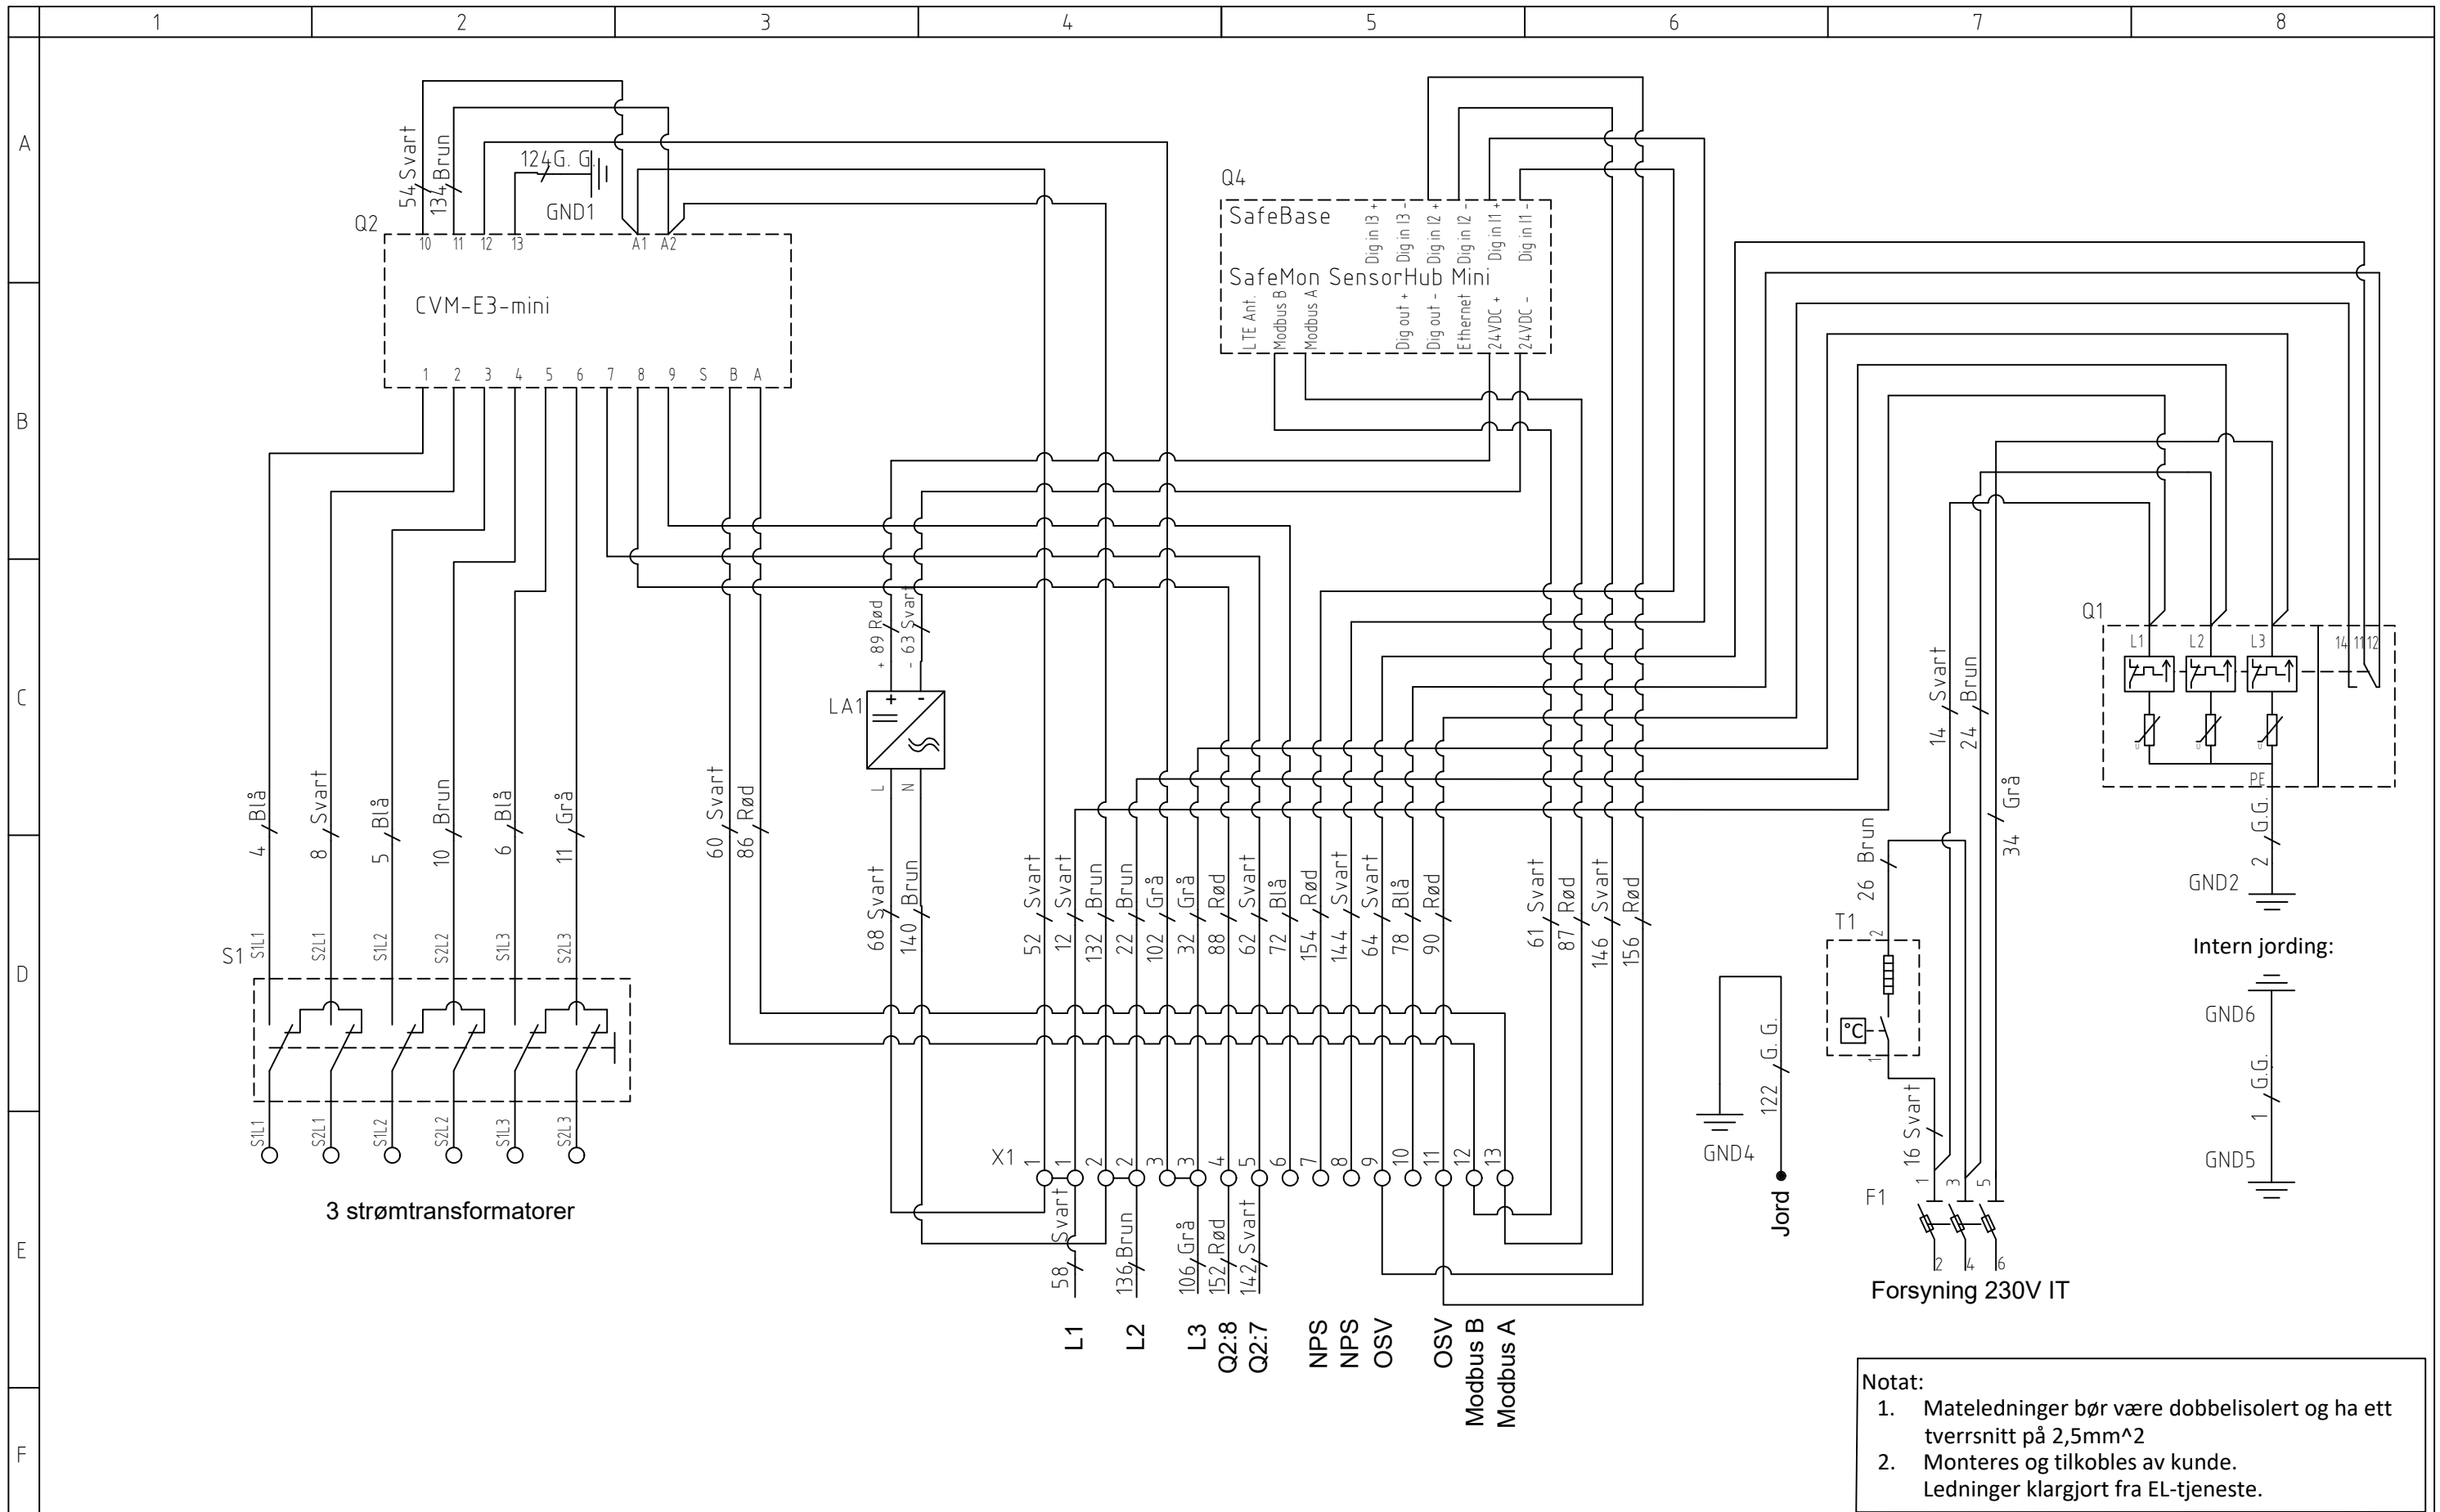 1 2 3 4 5 6 7 8
A
B
C
D
E
F
54 Svart
134 Brun
124 G. G.
GND1
Q2
10 11 12 13 A1 A2
CVM-E3-mini
1 2 3 4 5 6 7 8 9 S B A
Q4
SafeBase
Dig in I3 +
Dig in I3 -
Dig in I2 +
Dig in I2 -
Dig in I1 +
Dig in I1 -
SafeMon SensorHub Mini
LTE Ant.
Modbus B
Modbus A
Dig out +
Dig out -
Ethernet
24VDC +
24VDC -
+ 89 Rød
- 63 Svart
LA1
+ -
L
N
Q1
L1 L2 L3 14 11 12
U U U
PE
2 G.G.
GND2
14 Svart
24 Brun
34 Grå
4 Blå
8 Svart
5 Blå
10 Brun
6 Blå
11 Grå
60 Svart
86 Rød
68 Svart
140 Brun
52 Svart
12 Svart
132 Brun
22 Brun
102 Grå
32 Grå
88 Rød
62 Svart
72 Blå
154 Rød
144 Svart
64 Svart
78 Blå
90 Rød
61 Svart
87 Rød
146 Svart
156 Rød
26 Brun
T1
2
°C
1
16 Svart
S1
S1L1
S2L1
S1L2
S2L2
S1L3
S2L3
S1L1
S2L1
S1L2
S2L2
S1L3
S2L3
3 strømtransformatorer
X1
1 1 2 2 3 3 4 5 6 7 8 9 10 11 12 13
58 Svart
136 Brun
106 Grå
152 Rød
142 Svart
L1
L2
L3
Q2:8
Q2:7
NPS
NPS
OSV
OSV
Modbus B
Modbus A
122 G. G.
GND4
Jord
F1
1 3 5
2 4 6
Forsyning 230V IT
Intern jording:
GND6
1 G.G.
GND5
Notat:
1. Mateledninger bør være dobbelisolert og ha ett
tverrsnitt på 2,5mm^2
2. Monteres og tilkobles av kunde.
Ledninger klargjort fra EL-tjeneste.